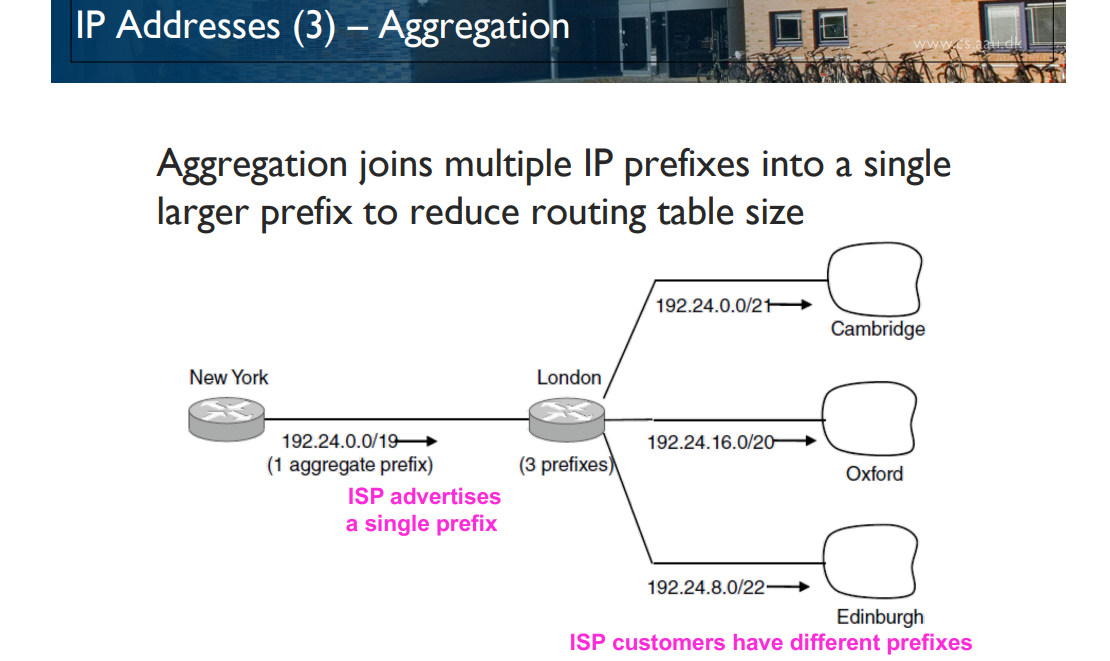 IP Addresses (3) – Aggregation
www.cs.aau.dk
Aggregation joins multiple IP prefixes into a single
larger prefix to reduce routing table size
192.24.0.0/21
Cambridge
New York
London
192.24.0.0/19
(1 aggregate prefix)
(3 prefixes)
192.24.16.0/20
Oxford
ISP advertises
a single prefix
192.24.8.0/22
Edinburgh
ISP customers have different prefixes